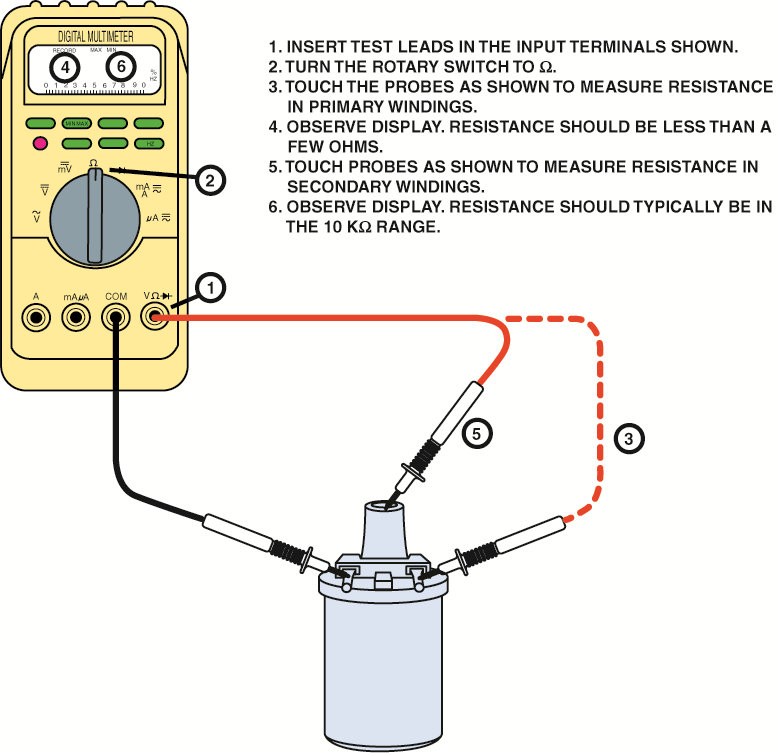 DIGITAL MULTIMETER
RECORD MAX MIN
4 6
%
HZ
0 1 2 3 4 5 6 7 8 9 0
MIN MAX
HZ
mV
Ω
V
mA
A
~
V
µA
2
1
A mAµA COM VΩ
1. INSERT TEST LEADS IN THE INPUT TERMINALS SHOWN.
2. TURN THE ROTARY SWITCH TO Ω.
3. TOUCH THE PROBES AS SHOWN TO MEASURE RESISTANCE
IN PRIMARY WINDINGS.
4. OBSERVE DISPLAY. RESISTANCE SHOULD BE LESS THAN A
FEW OHMS.
5. TOUCH PROBES AS SHOWN TO MEASURE RESISTANCE IN
SECONDARY WINDINGS.
6. OBSERVE DISPLAY. RESISTANCE SHOULD TYPICALLY BE IN
THE 10 KΩ RANGE.
5
3